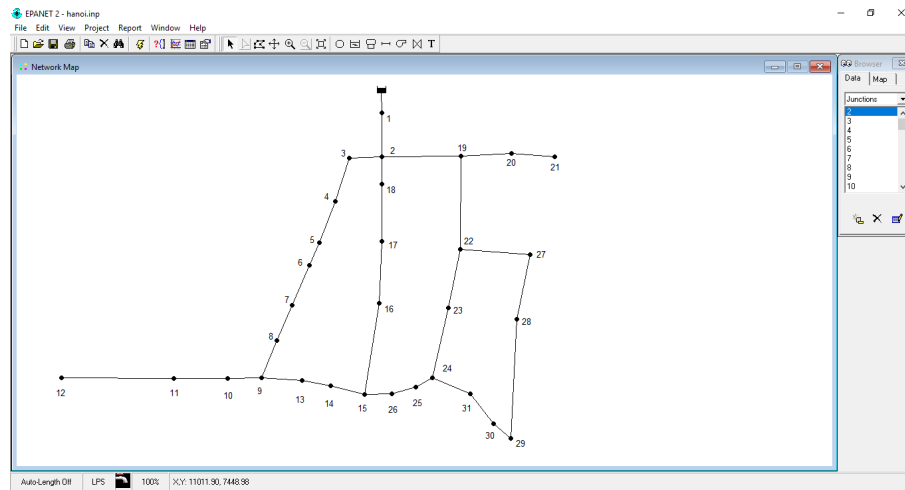 EPANET 2 - hanoi.inp
File Edit View Project Report Window Help
T
Network Map
Browser
Data Map
Junctions
2
3
4
5
6
7
8
9
10
1
3 2 19
20 21
18
4
5 17 22
27
6
7
16 23 28
8
24
12 11 10 9 13 14 15 26 25 31
30 29
Auto-Length Off LPS 100% X,Y: 11011.90, 7448.98